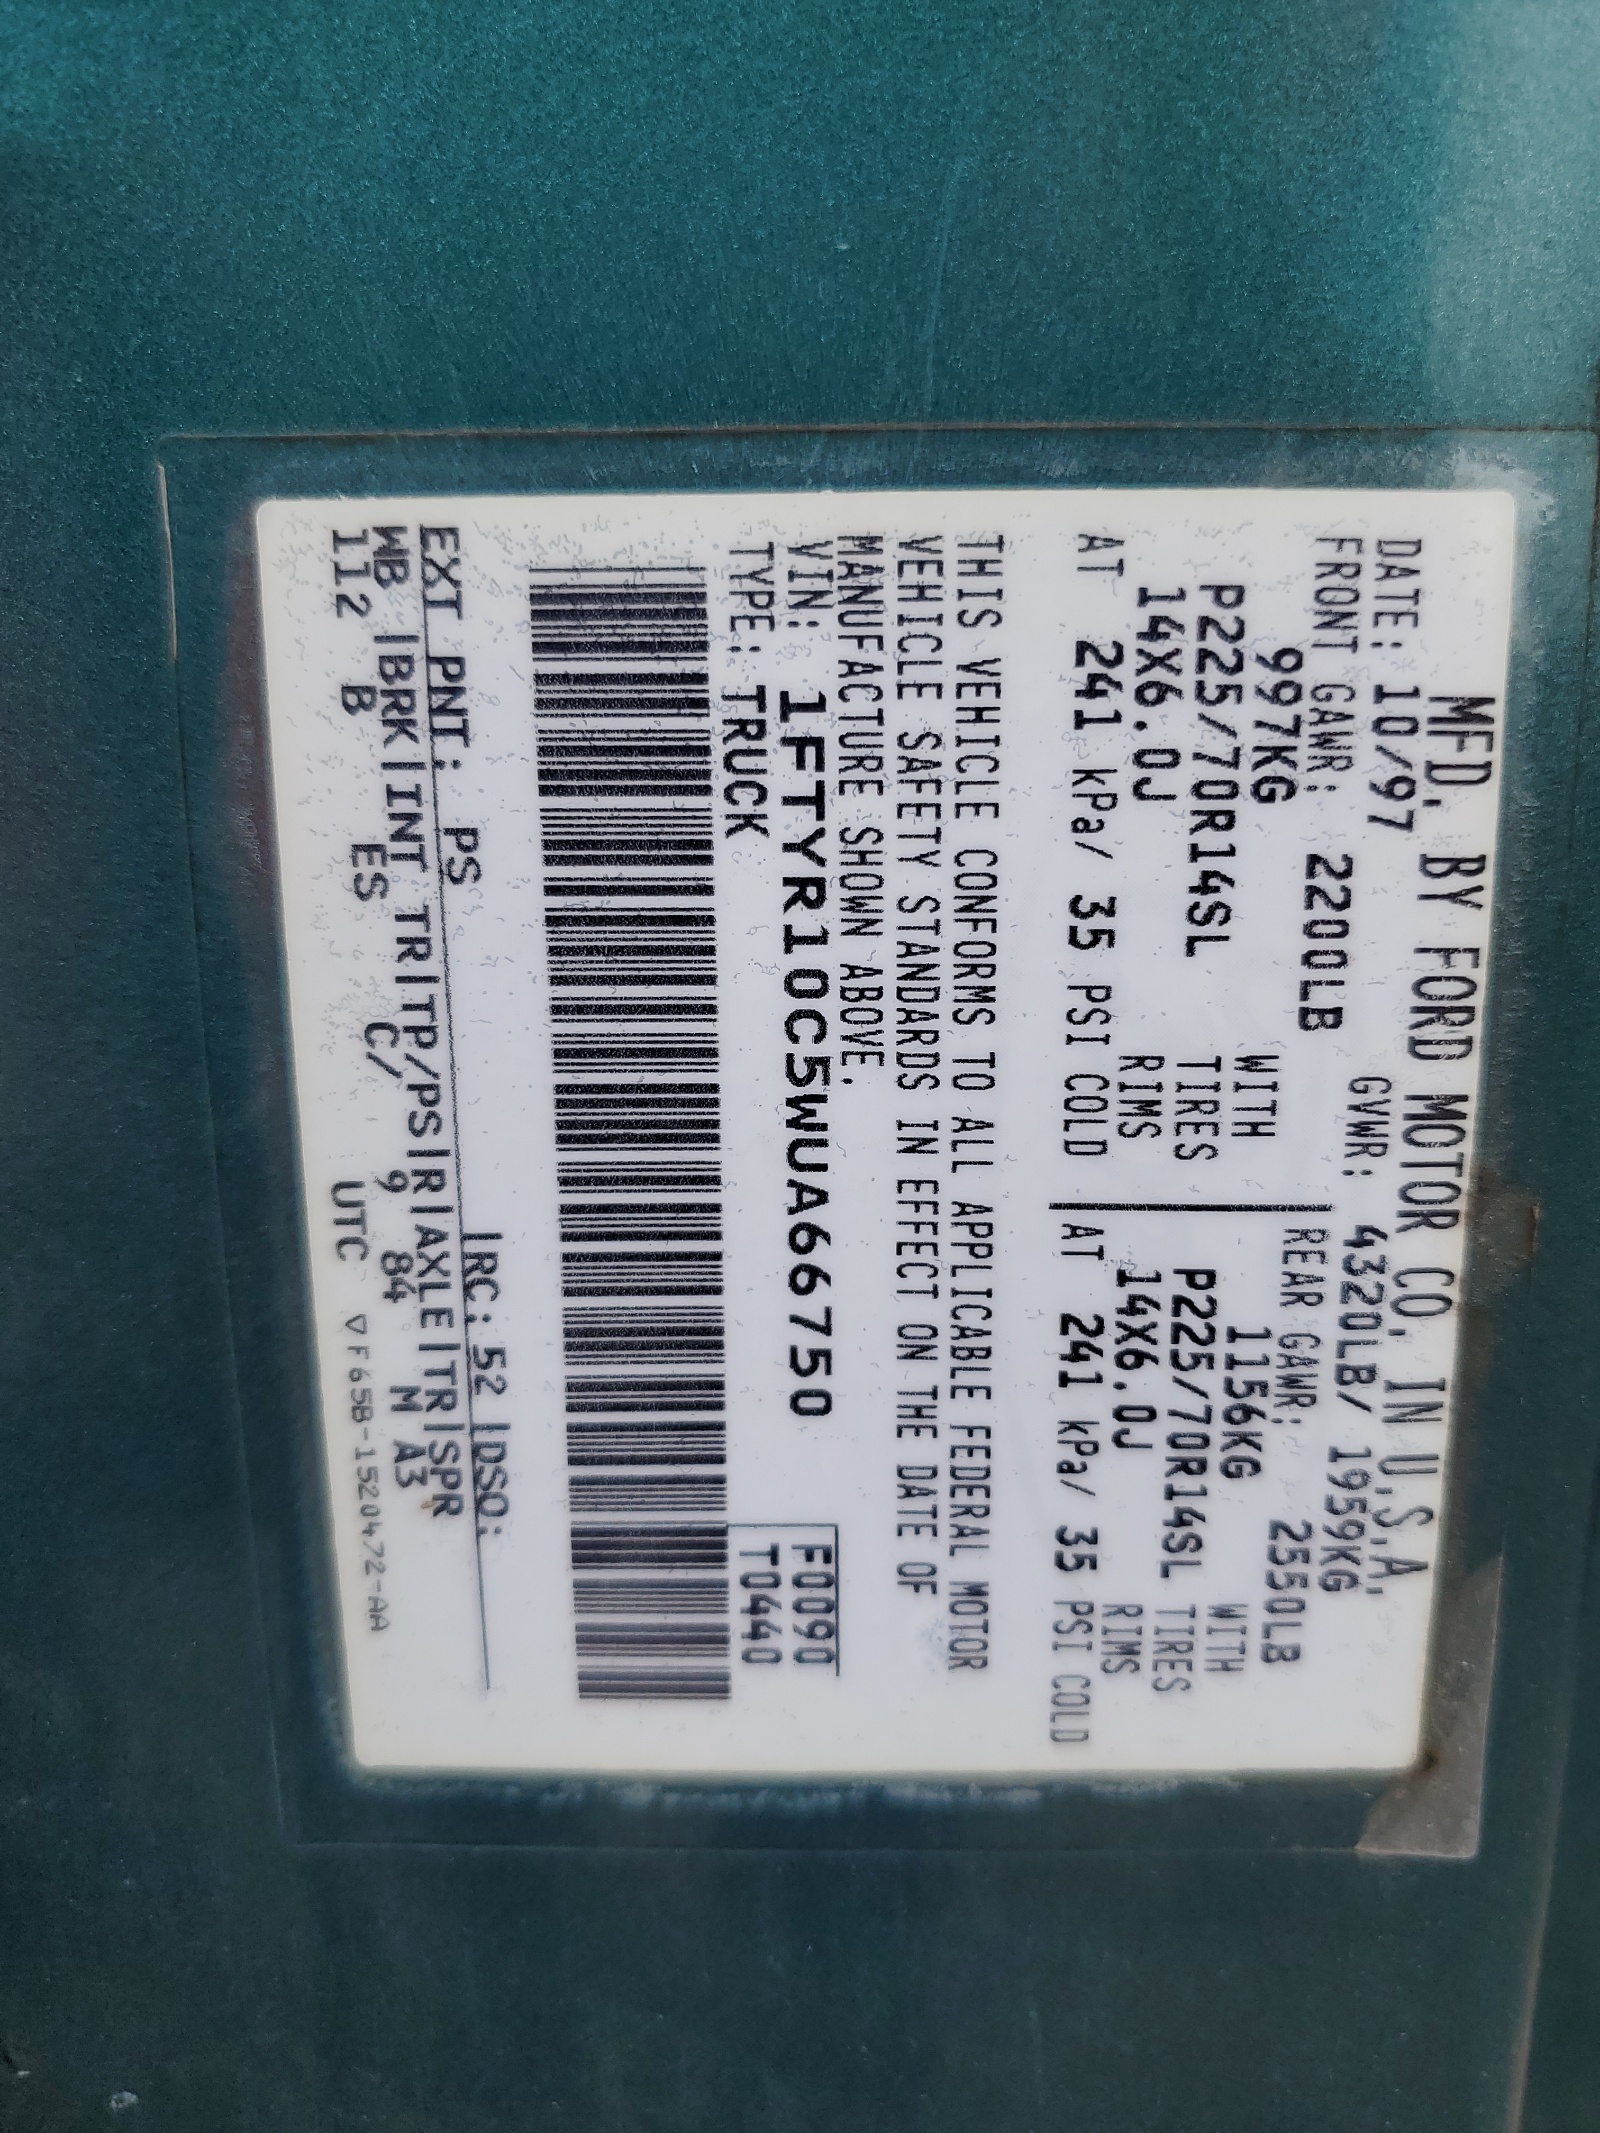 MFD. BY FORD MOTOR CO. IN U.S.A.
DATE: 10/97 GVWR: 4320LB/ 1959KG
FRONT GAWR: 2200LB REAR GAWR: 2550LB
997KG WITH 1156KG WITH
P225/70R14SL TIRES P225/70R14SL TIRES
14X6.0J RIMS 14X6.0J RIMS
AT 241 kPa/ 35 PSI COLD AT 241 kPa/ 35 PSI COLD
THIS VEHICLE CONFORMS TO ALL APPLICABLE FEDERAL MOTOR
VEHICLE SAFETY STANDARDS IN EFFECT ON THE DATE OF
MANUFACTURE SHOWN ABOVE.
VIN: 1FTYR10C5WUA66750 F0090
TYPE: TRUCK T0440
EXT PNT: PS RC: 52 DSO:
WB BRK INT TR TP/PS R AXLE TR SPR
112 B ES C/ 9 84 M A3
UTC ▽F65B-1520472-AA